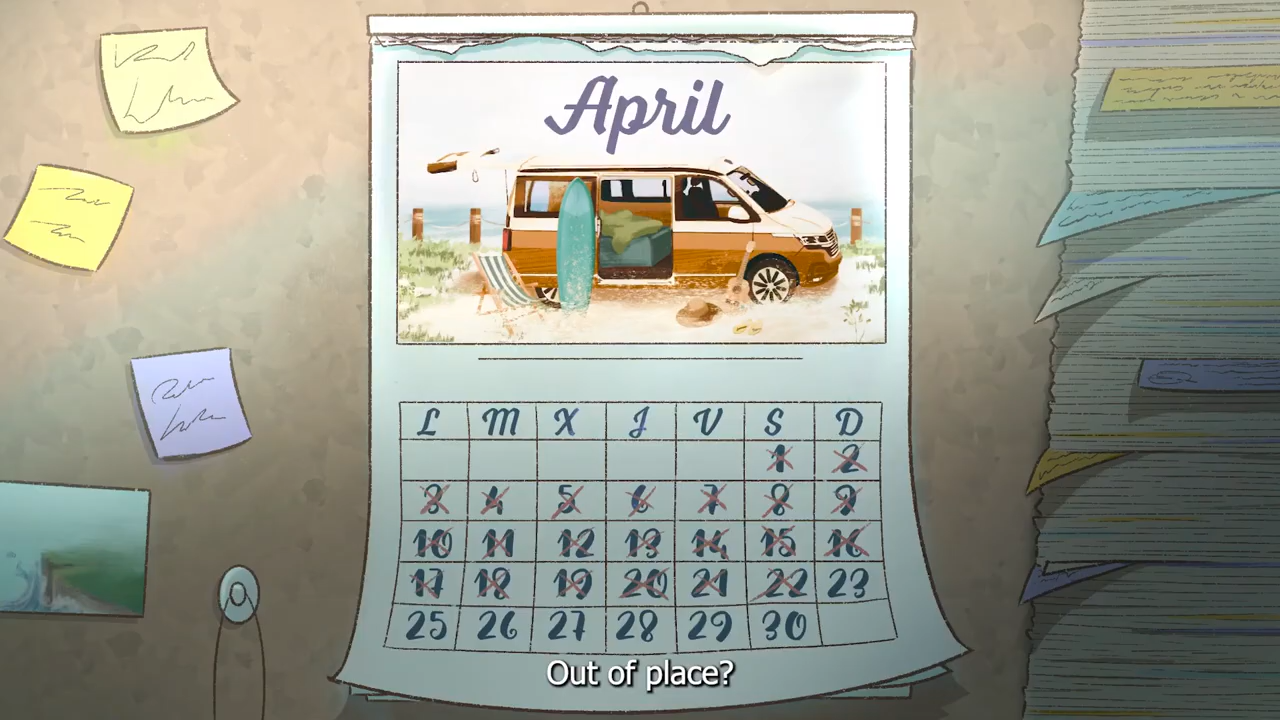 April
L M X J V S D
1 2
3 4 5 6 7 8 9
10 11 12 13 14 15 16
17 18 19 20 21 22 23
25 26 27 28 29 30
Out of place?